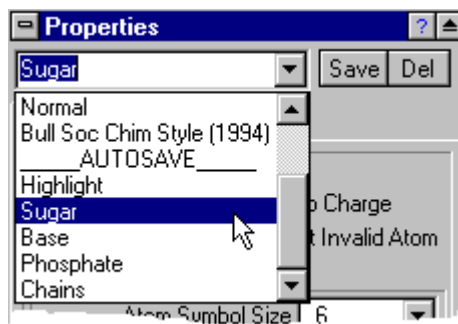 Properties ?
Sugar Save Del
Normal
Bull Soc Chim Style (1994)
_____AUTOSAVE_____
Highlight
Sugar
Charge
Base
Invalid Atom
Phosphate
Chains
Atom Symbol Size 6